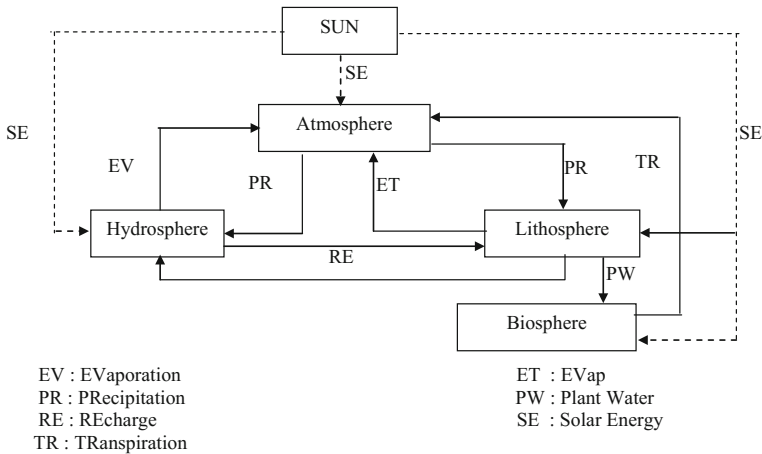 SUN
SE
Atmosphere
SE
SE
EV
PR
ET
PR
TR
Hydrosphere
Lithosphere
RE
PW
Biosphere
EV : EVaporation
PR : PRecipitation
RE : REcharge
TR : TRanspiration
ET : EVap
PW : Plant Water
SE : Solar Energy